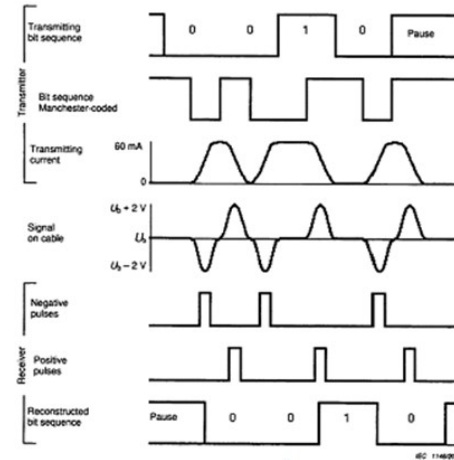 Transmitting
bit sequence
0 0 1 0 Pause
Transmitter
Bit sequence
Manchester-coded
Transmitting
current
60 mA
0
Signal
on cable
U₀ + 2 V
U₀
U₀ – 2 V
Negative
pulses
Receiver
Positive
pulses
Reconstructed
bit sequence
Pause 0 0 1 0